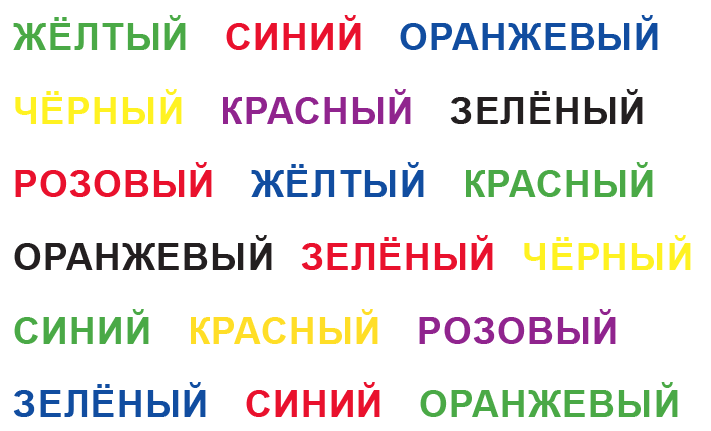 ЖЁЛТЫЙ СИНИЙ ОРАНЖЕВЫЙ
ЧЁРНЫЙ КРАСНЫЙ ЗЕЛЁНЫЙ
РОЗОВЫЙ ЖЁЛТЫЙ КРАСНЫЙ
ОРАНЖЕВЫЙ ЗЕЛЁНЫЙ ЧЁРНЫЙ
СИНИЙ КРАСНЫЙ РОЗОВЫЙ
ЗЕЛЁНЫЙ СИНИЙ ОРАНЖЕВЫЙ